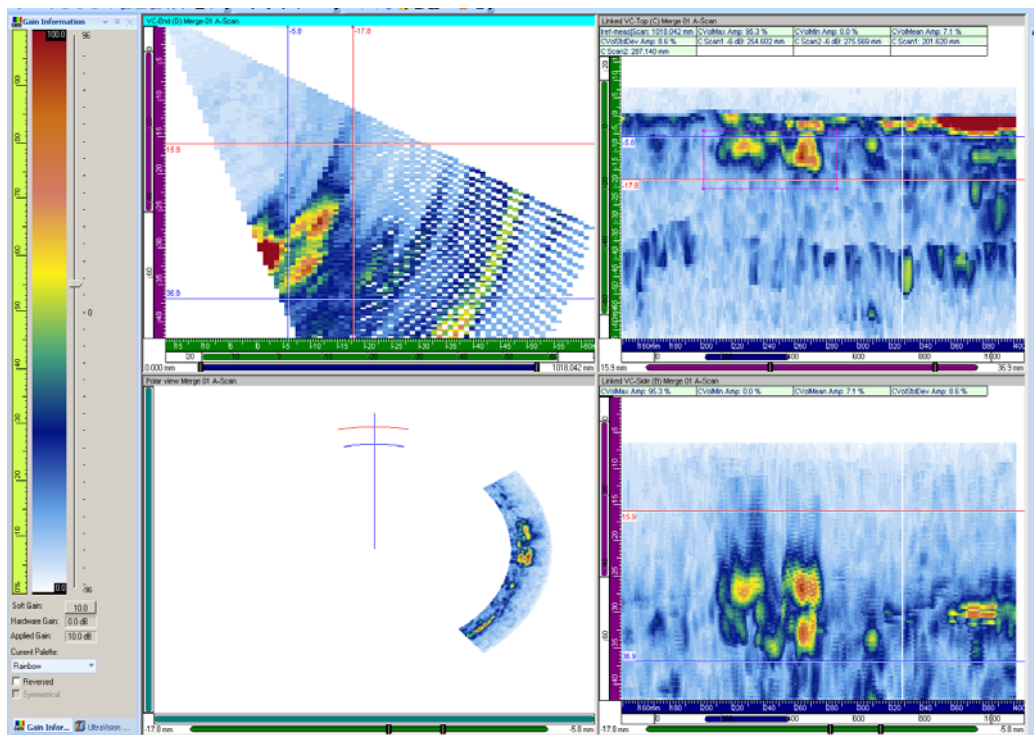 Gain Information
100.0
96
0
0.0
-96
Soft Gain:
10.0
Hardware Gain:
0.0 dB
Applied Gain:
10.0 dB
Current Palette:
Rainbow
Reversed
Symmetrical
Gain Infor...
UltraVision ...
VC-End (D) Merge 01 A-Scan
-5.8
-17.8
15.9
36.9
0.000 mm
1018.042 mm
Polar view Merge 01 A-Scan
-17.8 mm
-5.8 mm
Linked VC-Top (C) Merge 01 A-Scan
CVolMax Amp: 95.3 %
CVolMin Amp: 0.0 %
CVolMean Amp: 7.1 %
CVolStdDev Amp: 8.6 %
C Scan1 -6 dB: 254.602 mm
C Scan2 -6 dB: 275.569 mm
C Scan1: 201.620 mm
C Scan2: 287.140 mm
-5.8
-17.8
15.9 mm
36.9 mm
Linked VC-Side (B) Merge 01 A-Scan
CVolMax Amp: 95.3 %
CVolMin Amp: 0.0 %
CVolMean Amp: 7.1 %
CVolStdDev Amp: 8.6 %
15.9
36.9
-17.8 mm
-5.8 mm